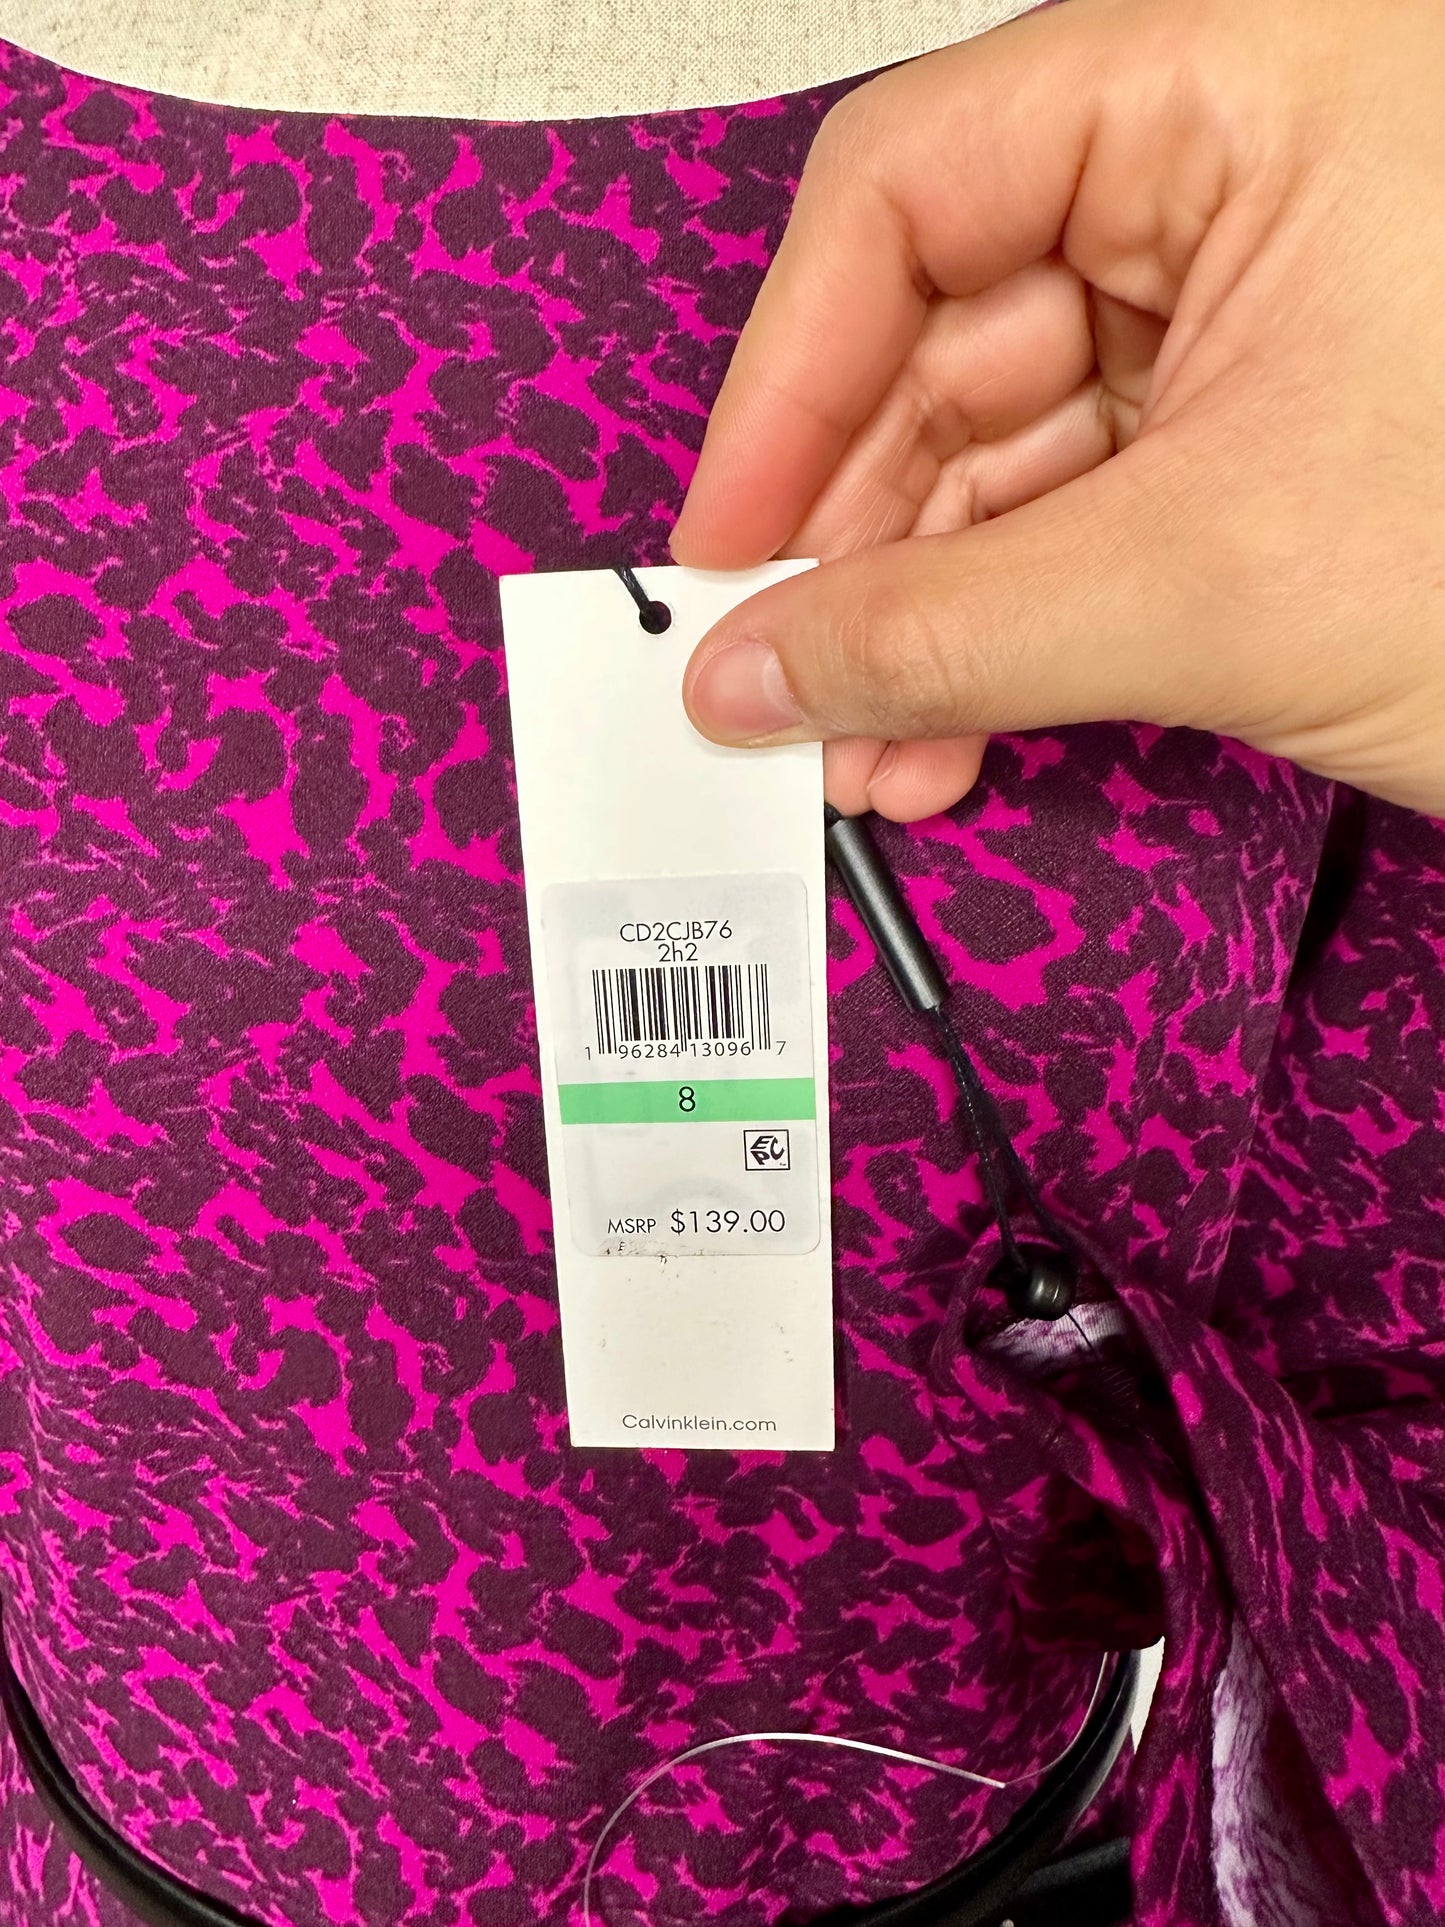 CD2CJB76
2h2
1 96284 13096 7
8
EPC
MSRP $139.00
Calvinklein.com